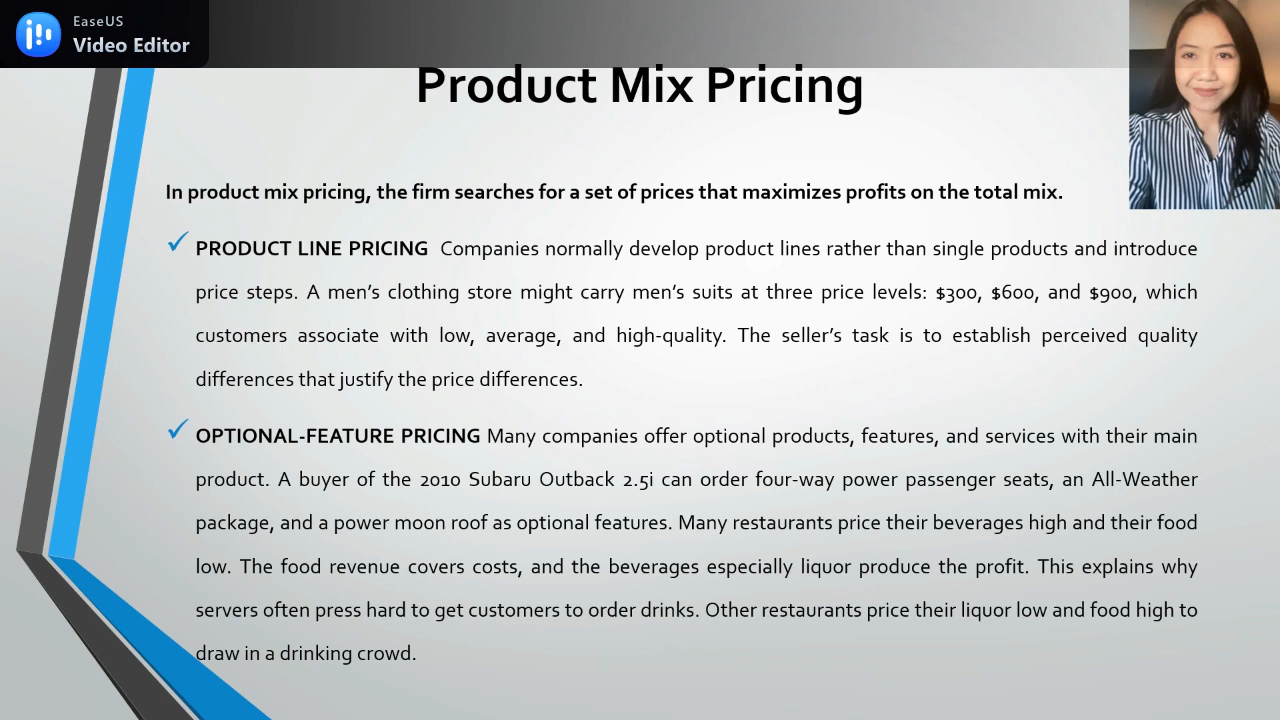 EaseUS
Video Editor
Product Mix Pricing
In product mix pricing, the firm searches for a set of prices that maximizes profits on the total mix.
PRODUCT LINE PRICING Companies normally develop product lines rather than single products and introduce
price steps. A men’s clothing store might carry men’s suits at three price levels: $300, $600, and $900, which
customers associate with low, average, and high-quality. The seller’s task is to establish perceived quality
differences that justify the price differences.
OPTIONAL-FEATURE PRICING Many companies offer optional products, features, and services with their main
product. A buyer of the 2010 Subaru Outback 2.5i can order four-way power passenger seats, an All-Weather
package, and a power moon roof as optional features. Many restaurants price their beverages high and their food
low. The food revenue covers costs, and the beverages especially liquor produce the profit. This explains why
servers often press hard to get customers to order drinks. Other restaurants price their liquor low and food high to
draw in a drinking crowd.